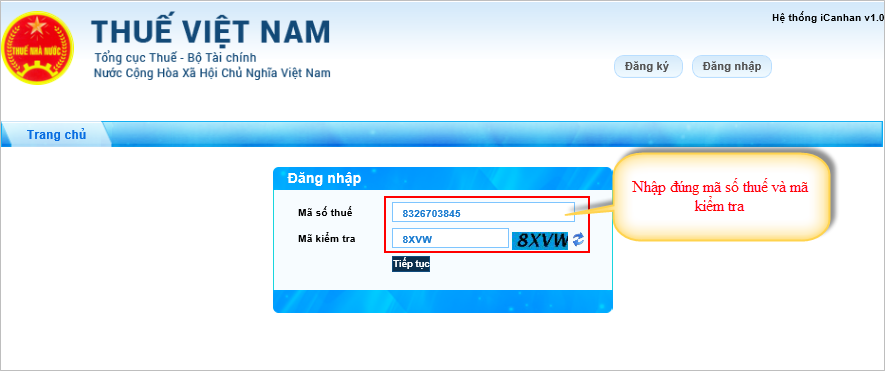 Hệ thống iCanhan v1.0
THUẾ NHÀ NƯỚC
THUẾ VIỆT NAM
Tổng cục Thuế - Bộ Tài chính
Nước Cộng Hòa Xã Hội Chủ Nghĩa Việt Nam
Đăng ký
Đăng nhập
Trang chủ
Đăng nhập
Mã số thuế
8326703845
Mã kiểm tra
8XVW
8XVW
Tiếp tục
Nhập đúng mã số thuế và mã
kiểm tra